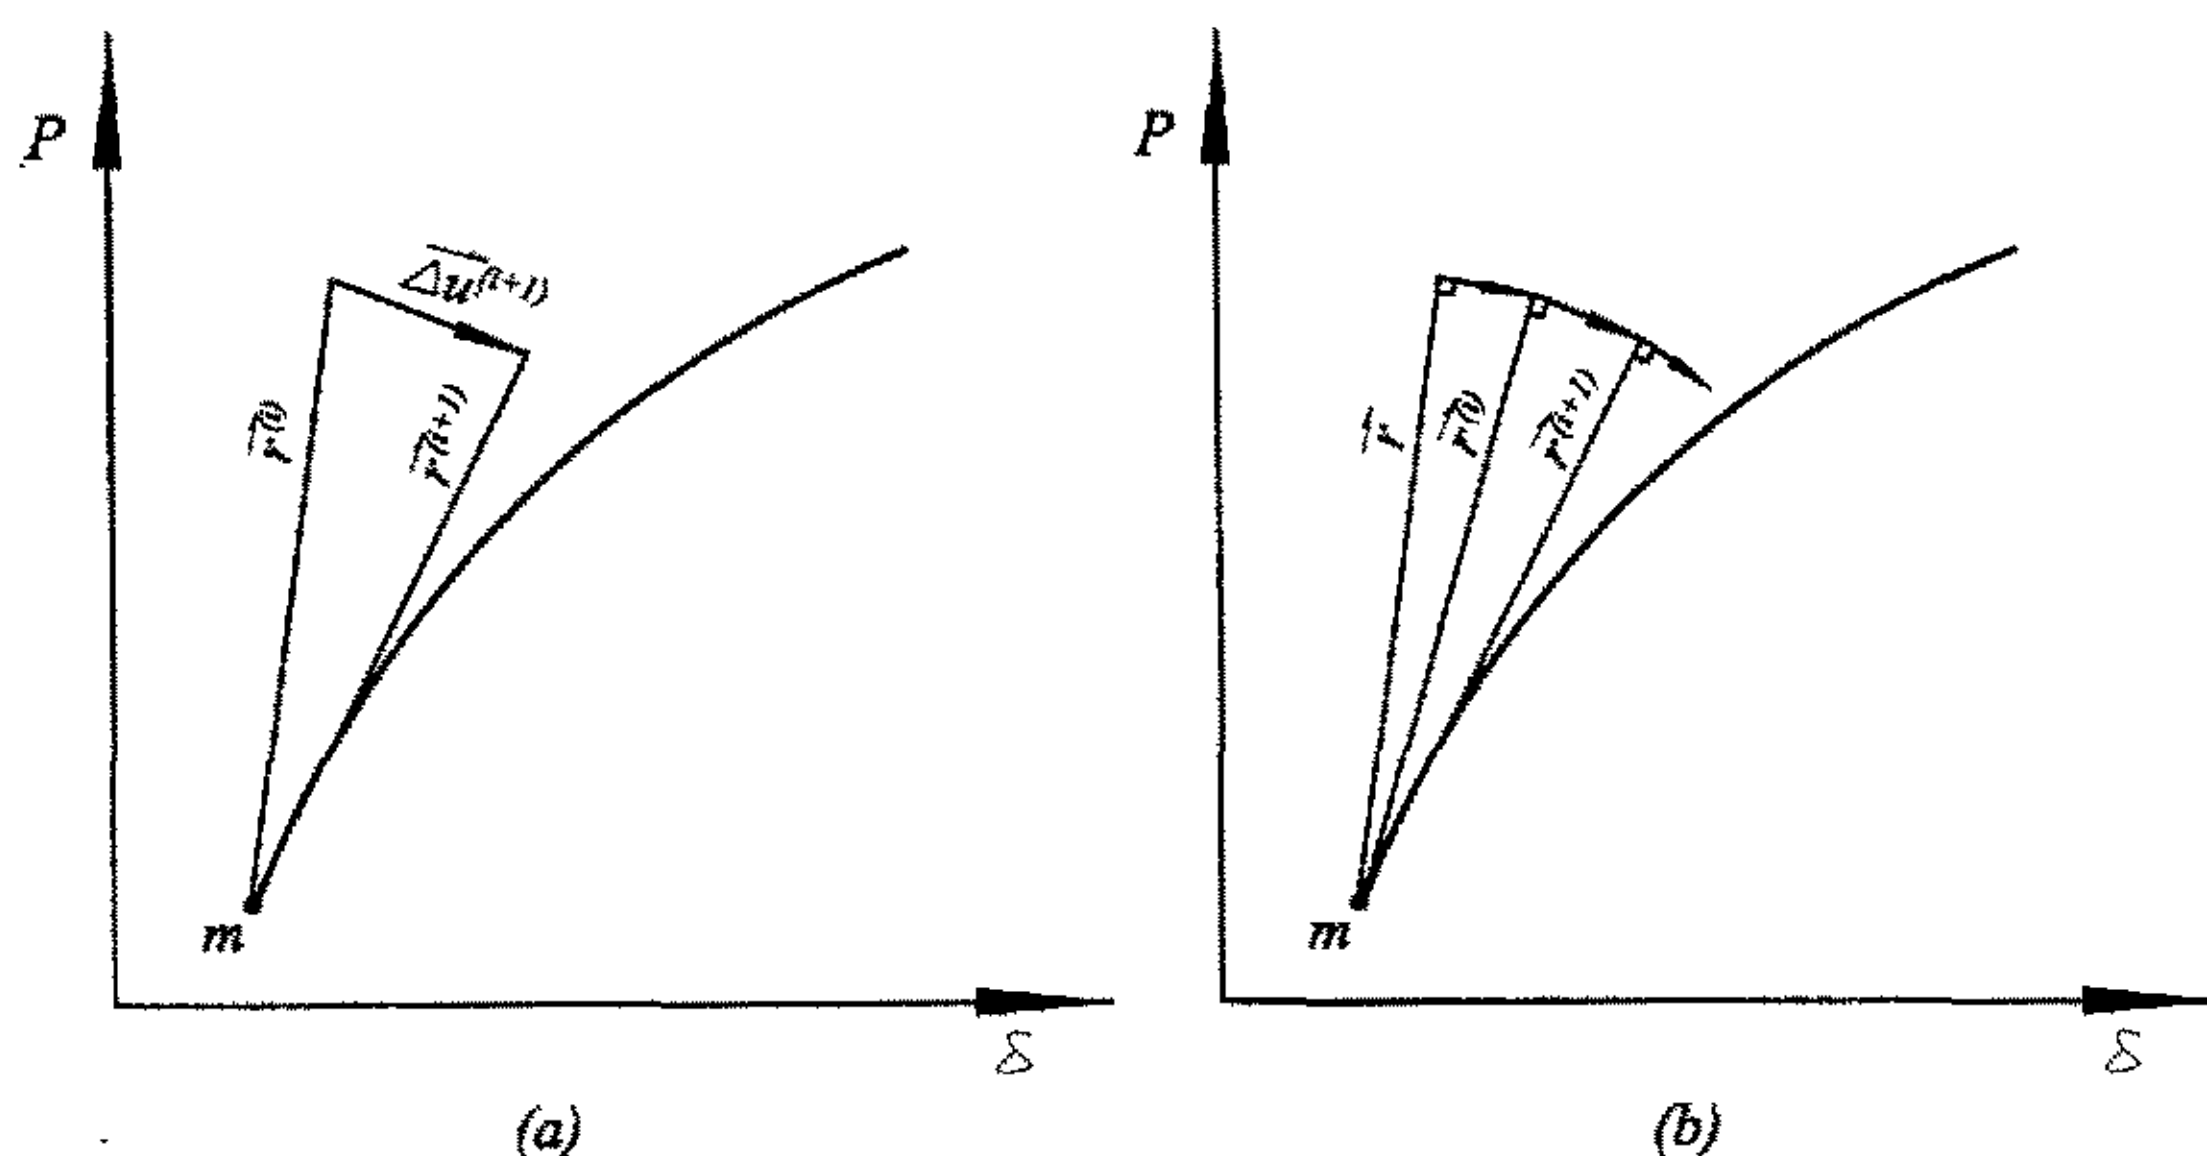 P
Δu⃗(i+1)
r⃗(i)
r⃗(i+1)
m
δ
(a)
P
r⃗
r⃗(i)
r⃗(i+1)
m
δ
(b)